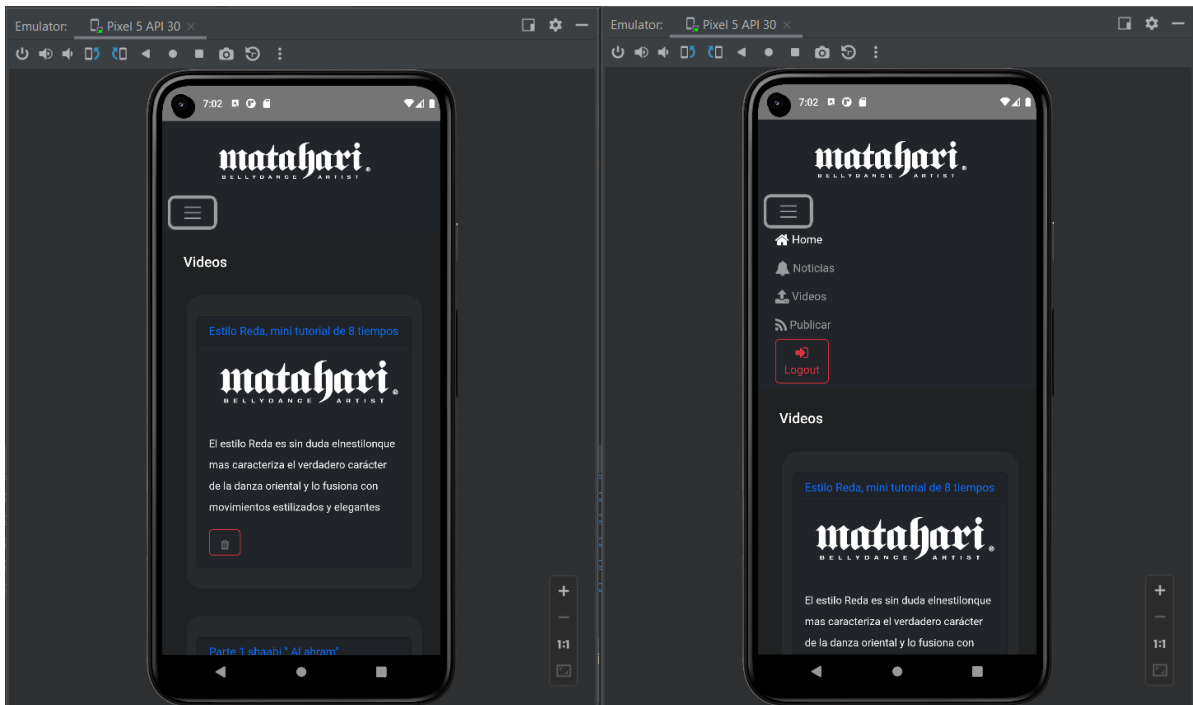 Emulator: Pixel 5 API 30
7:02
matahari®
BELLYDANCE ARTIST
Videos
Estilo Reda, mini tutorial de 8 tiempos
matahari®
BELLYDANCE ARTIST
El estilo Reda es sin duda elnestilonque
mas caracteriza el verdadero carácter
de la danza oriental y lo fusiona con
movimientos estilizados y elegantes
Parte 1 shaabi " Al ahram"
1:1
Emulator: Pixel 5 API 30
7:02
matahari®
BELLYDANCE ARTIST
Home
Noticias
Videos
Publicar
Logout
Videos
Estilo Reda, mini tutorial de 8 tiempos
matahari®
BELLYDANCE ARTIST
El estilo Reda es sin duda elnestilonque
mas caracteriza el verdadero carácter
de la danza oriental y lo fusiona con
1:1